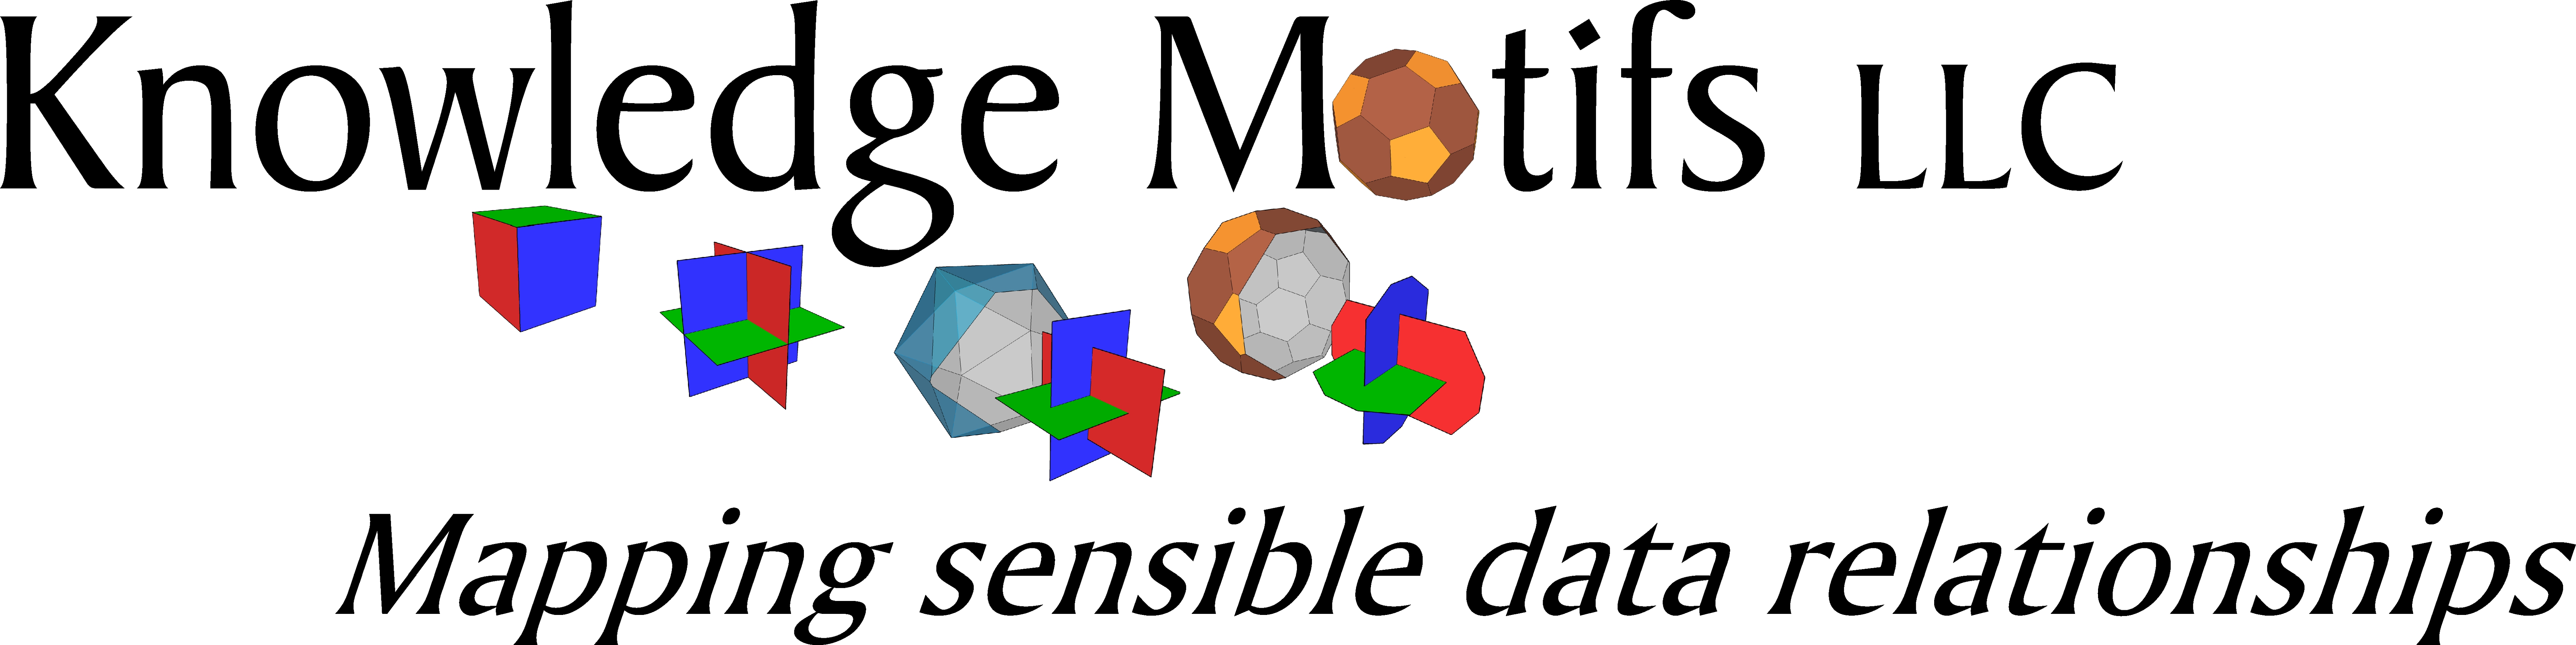 Knowledge Motifs LLC
Mapping sensible data relationships